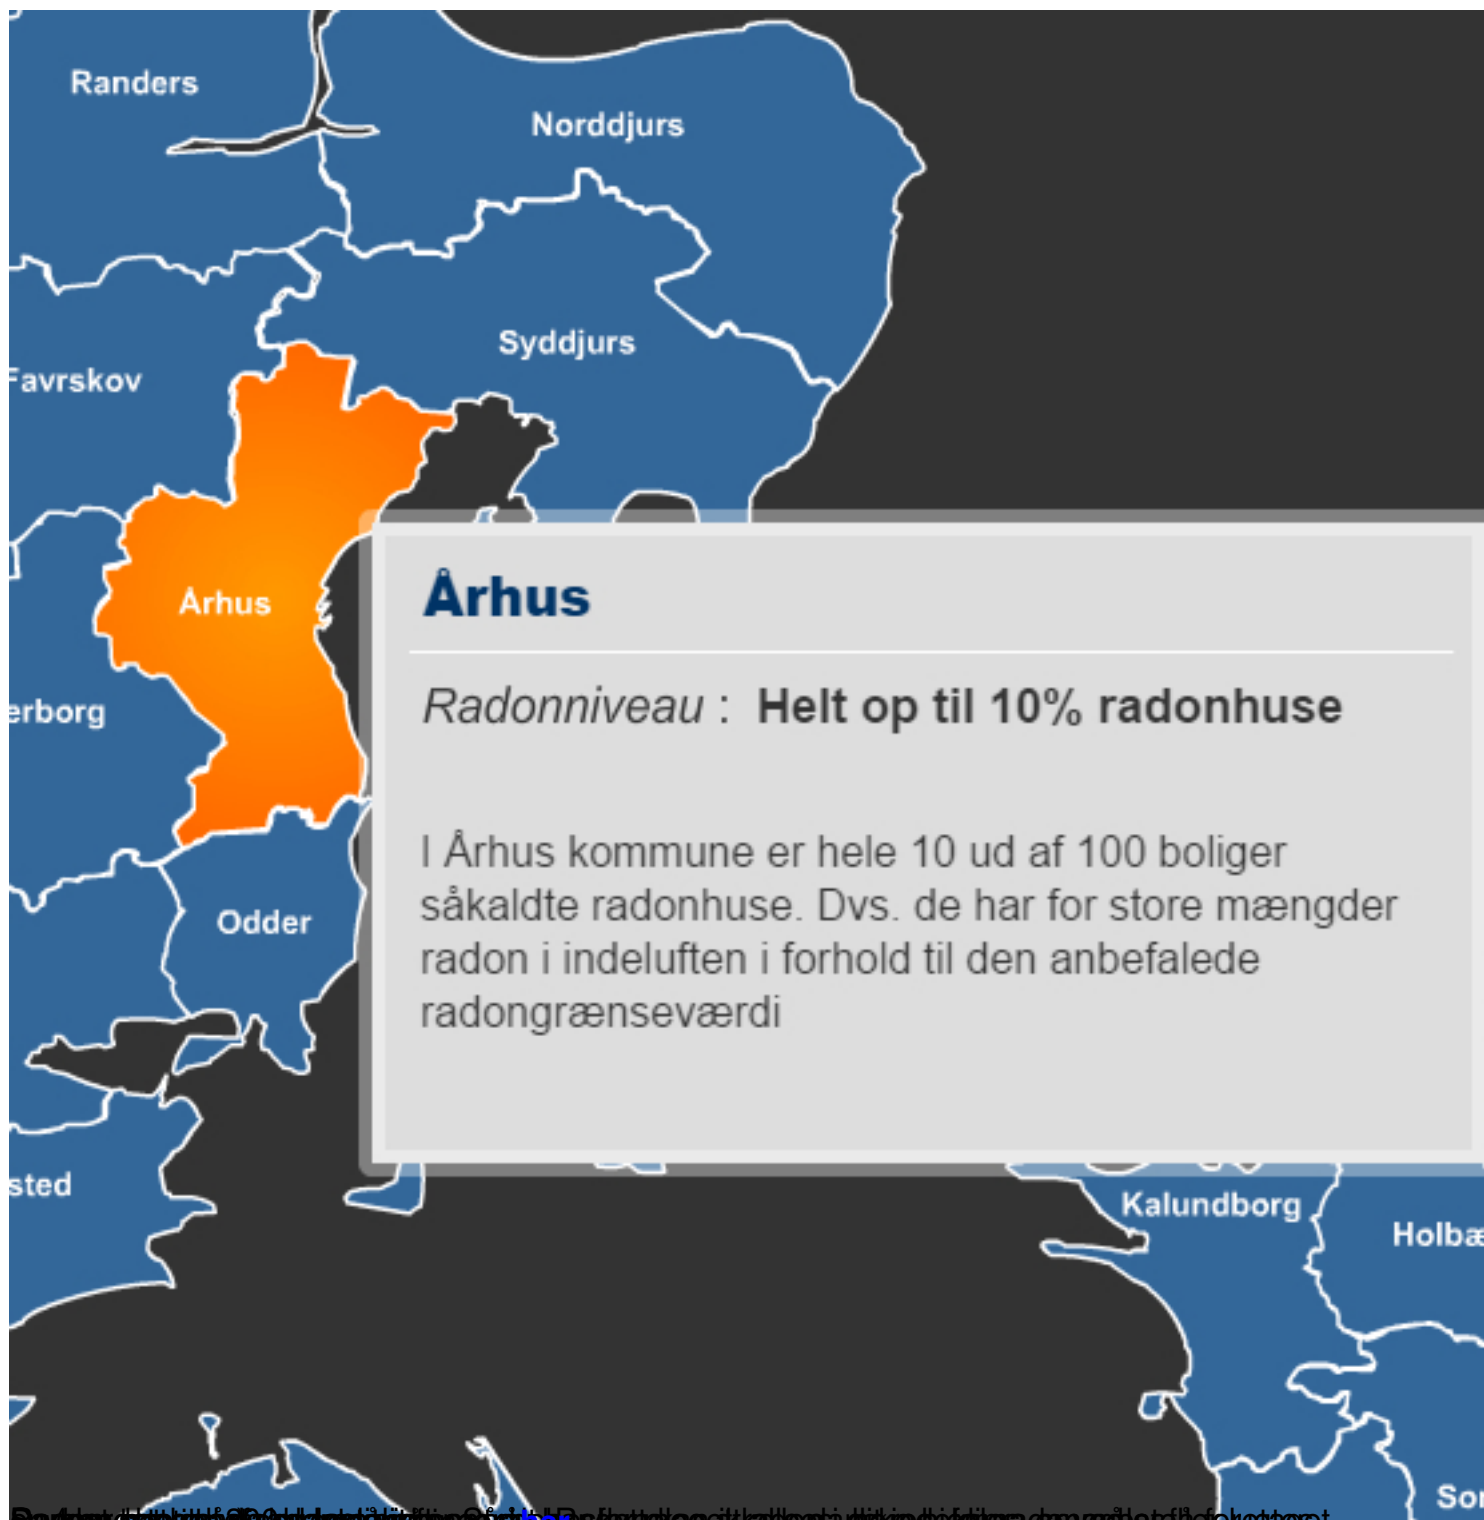 Randers
Norddjurs
Syddjurs
Favrskov
Århus
Århus
Radonniveau : Helt op til 10% radonhuse
erborg
I Århus kommune er hele 10 ud af 100 boliger
såkaldte radonhuse. Dvs. de har for store mængder
radon i indeluften i forhold til den anbefalede
radongrænseværdi
Odder
sted
Kalundborg
Holbæ
Sor